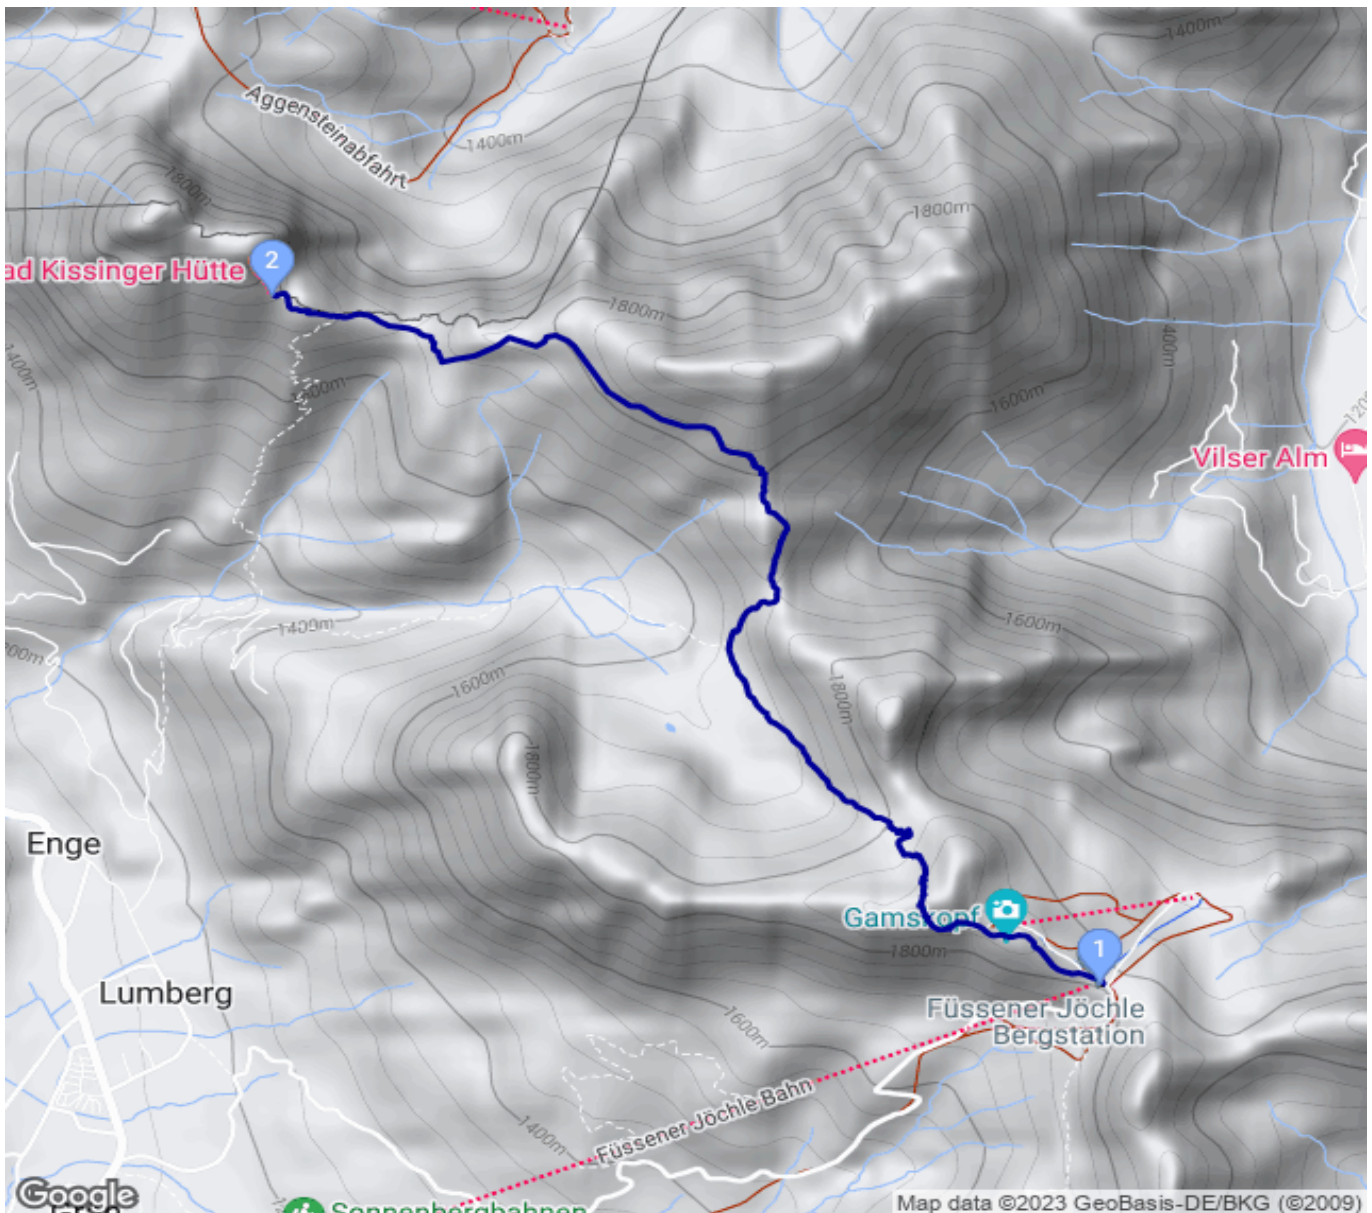 1400m
Aggensteinabfahrt
1400m
1800m
1800m
ad Kissinger Hütte
2
1800m
1400m
1400m
1600m
1600m
Vilser Alm
1400m
1600m
1600m
1800m
1800m
Enge
Gamskopf
1800m
1
Lumberg
Füssener Jöchle
Bergstation
1600m
1400m
Füssener Jöchle Bahn
Google
Map data ©2023 GeoBasis-DE/BKG (©2009)
Sonnenbergbahnen